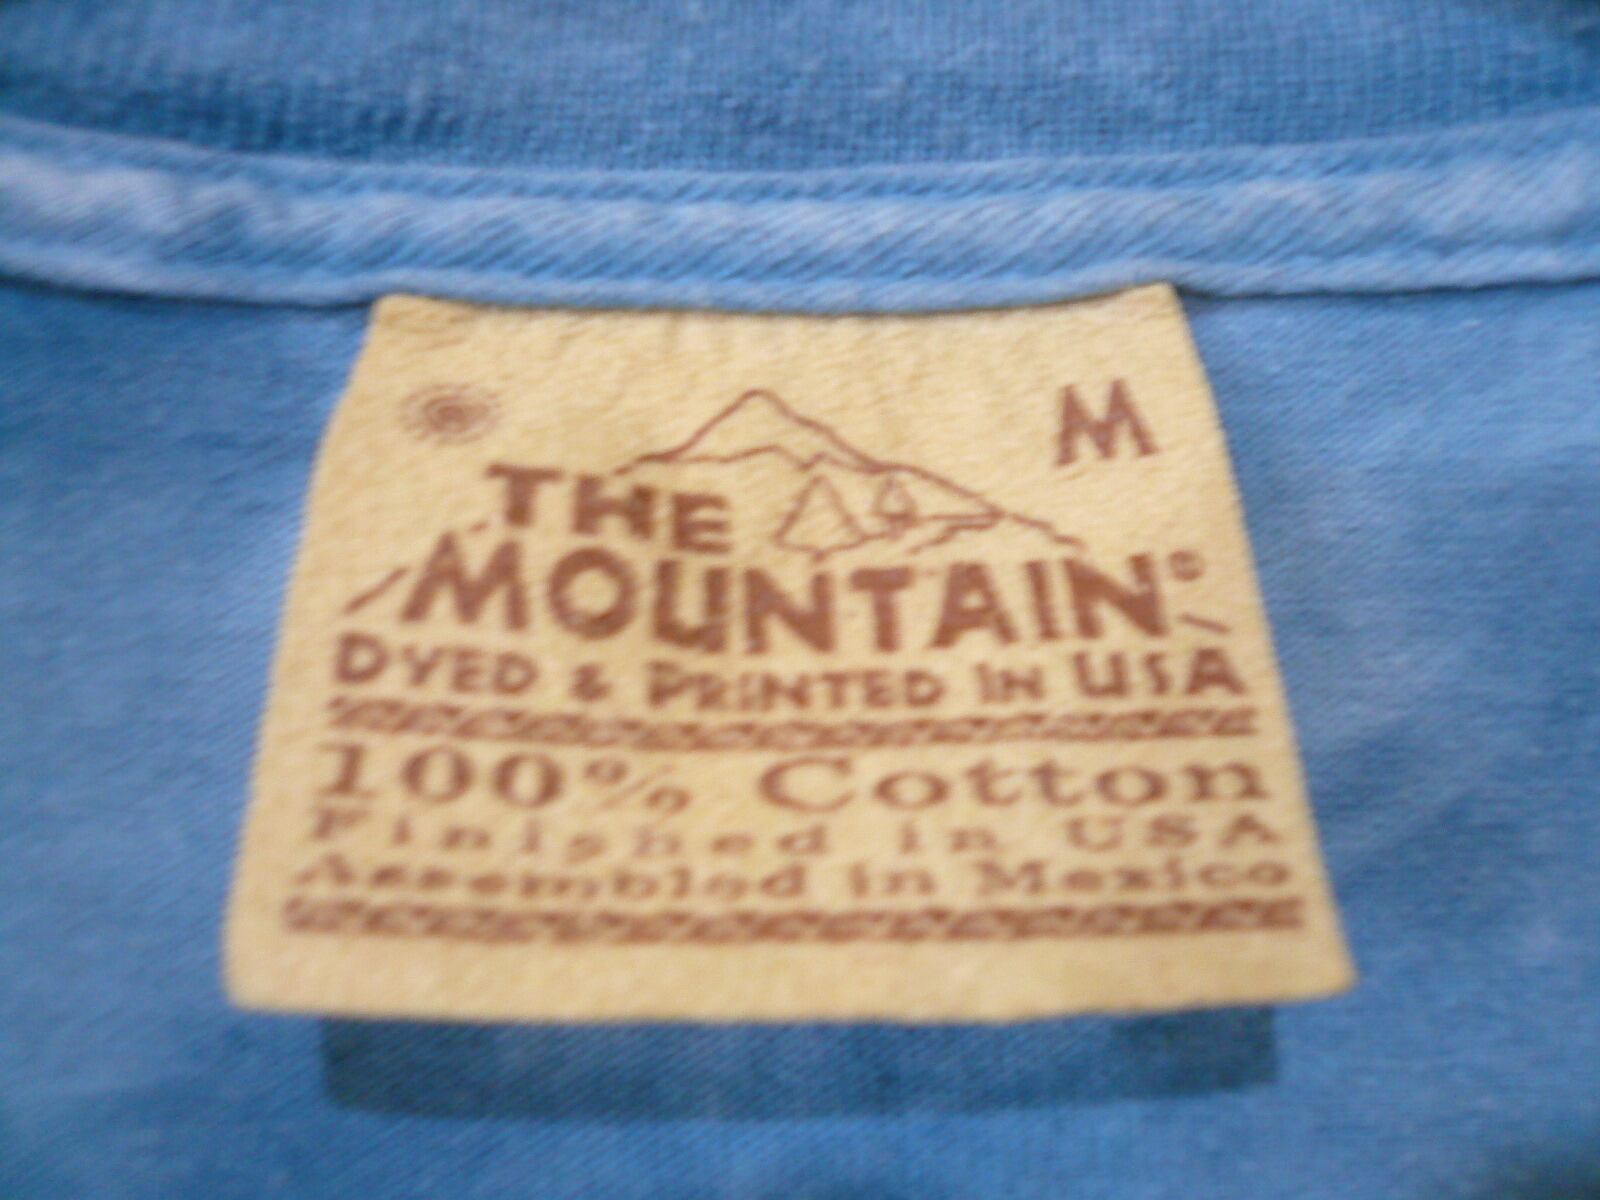 M
THE
MOUNTAIN®
DYED & PRINTED IN USA
100% Cotton
Finished in USA
Assembled in Mexico